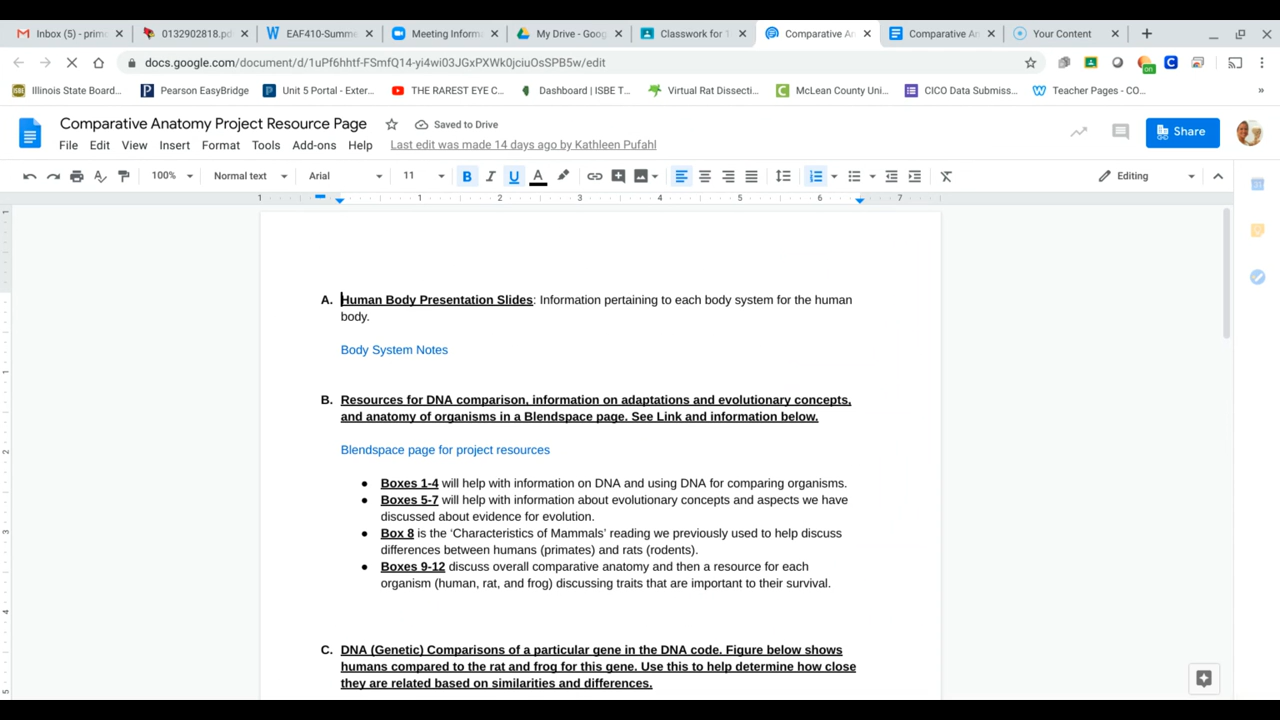 Inbox (5) - prim
0132902818.pd
EAF410-Summe
Meeting Informa
My Drive - Goog
Classwork for 1
Comparative An
Comparative An
Your Content
docs.google.com/document/d/1uPf6hhtf-FSmfQ14-yi4wi03JGxPXWk0jciuOsSPB5w/edit
on
Illinois State Board...
Pearson EasyBridge
Unit 5 Portal - Exter...
THE RAREST EYE C...
Dashboard | ISBE T...
Virtual Rat Dissecti...
McLean County Uni...
CICO Data Submiss...
Teacher Pages - CO...
»
Comparative Anatomy Project Resource Page
Saved to Drive
Share
File Edit View Insert Format Tools Add-ons Help Last edit was made 14 days ago by Kathleen Pufahl
100% Normal text Arial 11 B I U A Editing
1 1 2 3 4 5 6 7
A. Human Body Presentation Slides: Information pertaining to each body system for the human
body.
Body System Notes
B. Resources for DNA comparison, information on adaptations and evolutionary concepts,
and anatomy of organisms in a Blendspace page. See Link and information below.
Blendspace page for project resources
● Boxes 1-4 will help with information on DNA and using DNA for comparing organisms.
● Boxes 5-7 will help with information about evolutionary concepts and aspects we have
discussed about evidence for evolution.
● Box 8 is the ‘Characteristics of Mammals’ reading we previously used to help discuss
differences between humans (primates) and rats (rodents).
● Boxes 9-12 discuss overall comparative anatomy and then a resource for each
organism (human, rat, and frog) discussing traits that are important to their survival.
C. DNA (Genetic) Comparisons of a particular gene in the DNA code. Figure below shows
humans compared to the rat and frog for this gene. Use this to help determine how close
they are related based on similarities and differences.